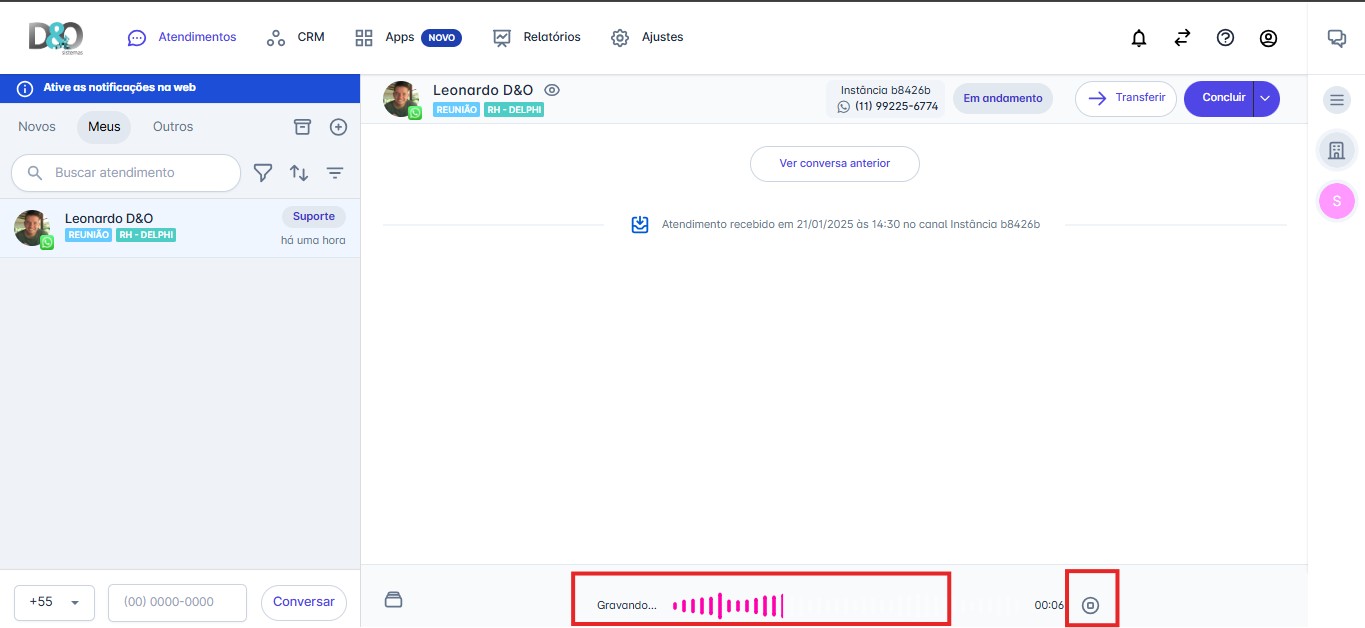 D&O
sistemas
Atendimentos
CRM
Apps
NOVO
Relatórios
Ajustes
Ative as notificações na web
Novos
Meus
Outros
Buscar atendimento
Leonardo D&O
Suporte
REUNIÃO
RH - DELPHI
há uma hora
Leonardo D&O
REUNIÃO
RH - DELPHI
Instância b8426b
(11) 99225-6774
Em andamento
Transferir
Concluir
S
Ver conversa anterior
Atendimento recebido em 21/01/2025 às 14:30 no canal Instância b8426b
+55
(00) 0000-0000
Conversar
Gravando...
00:06